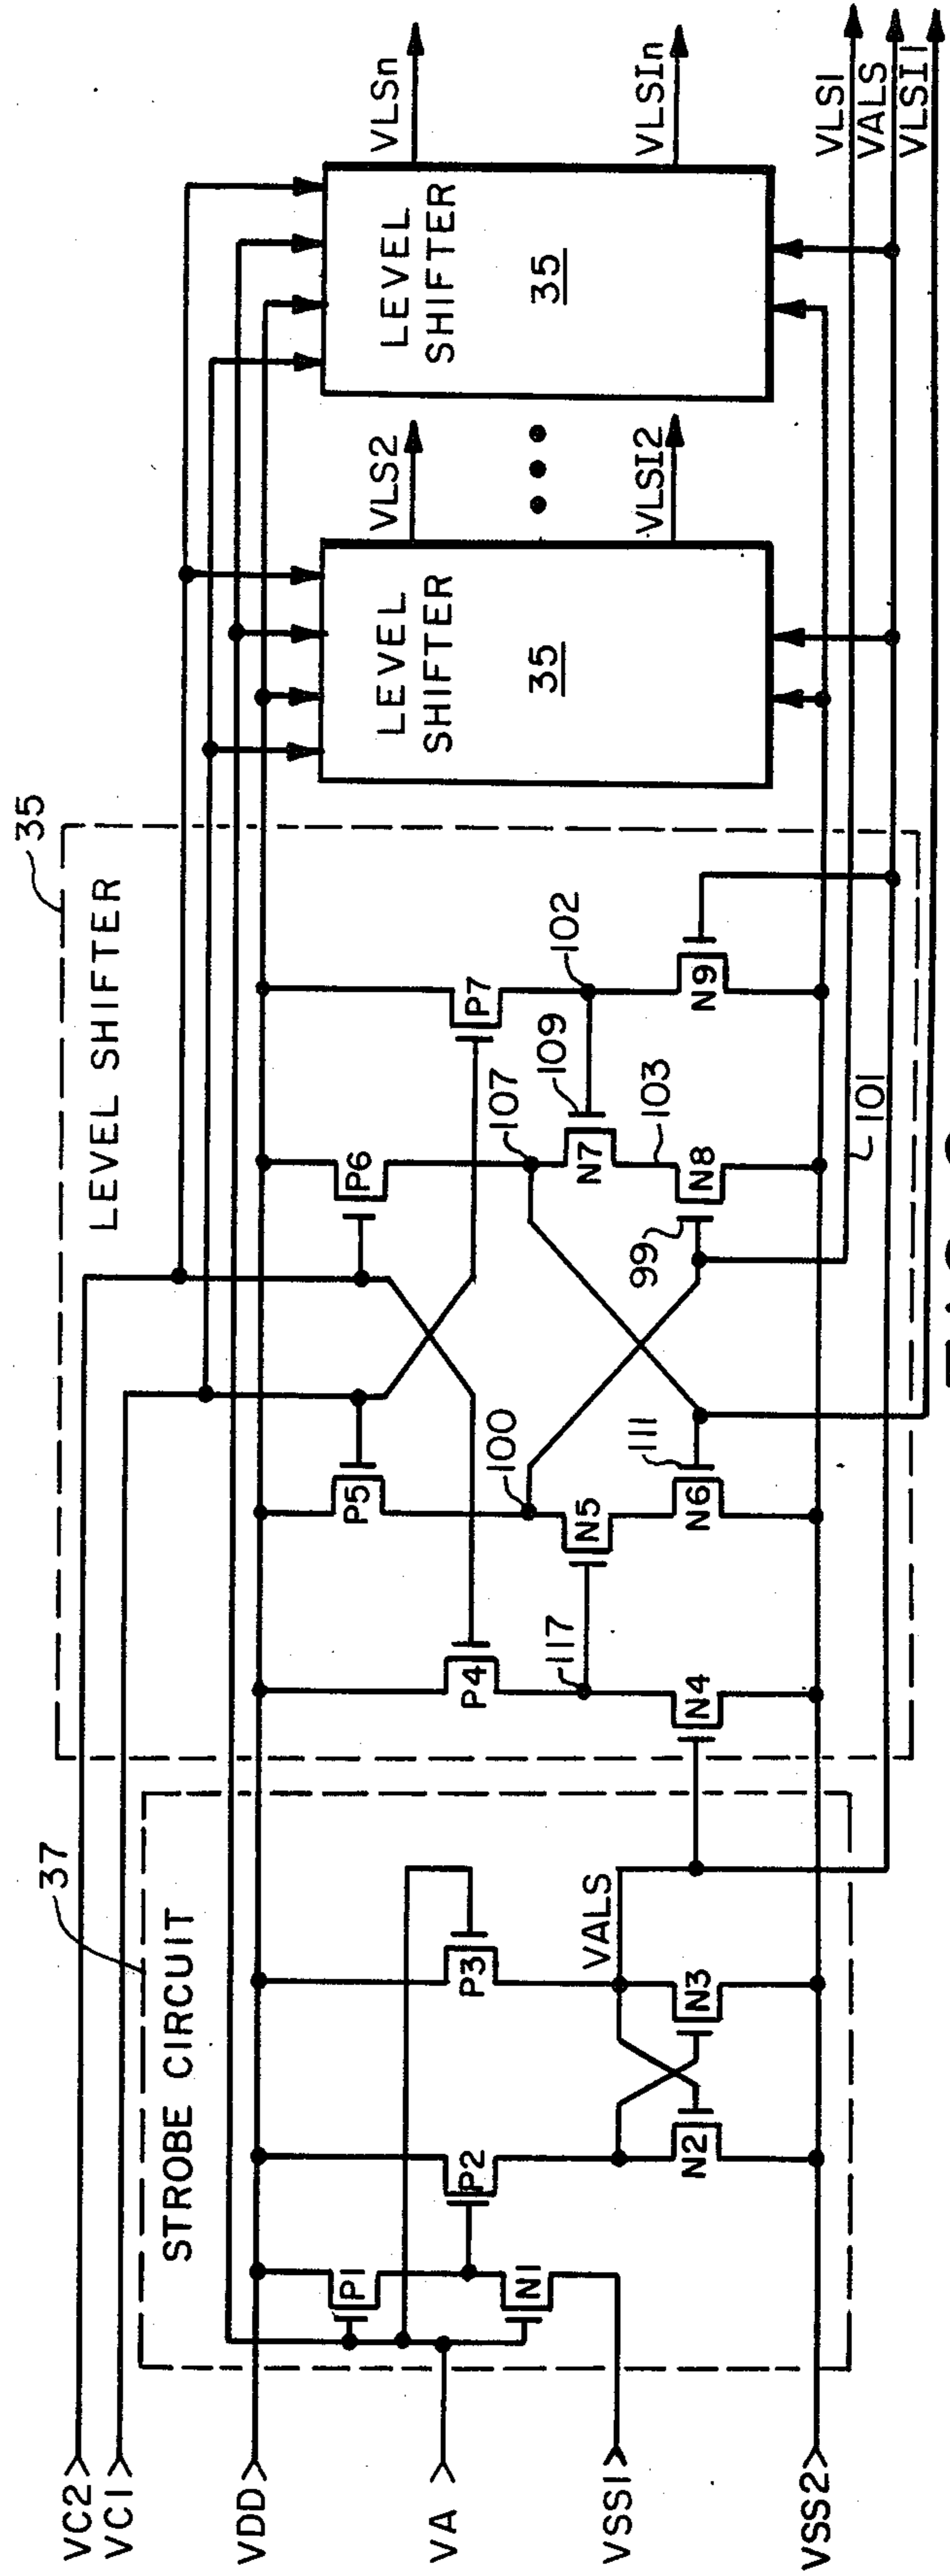 VC2
VC1
VDD
VA
VSS1
VSS2
37
STROBE CIRCUIT
P1
N1
P2
N2
P3
N3
VALS
35
LEVEL SHIFTER
P4
N4
117
P5
100
N5
N6
111
P6
107
N7
109
103
N8
99
P7
102
N9
101
LEVEL
SHIFTER
35
VLS2
VLSI2
LEVEL
SHIFTER
35
VLSn
VLSIn
VLS1
VALS
VLSI1